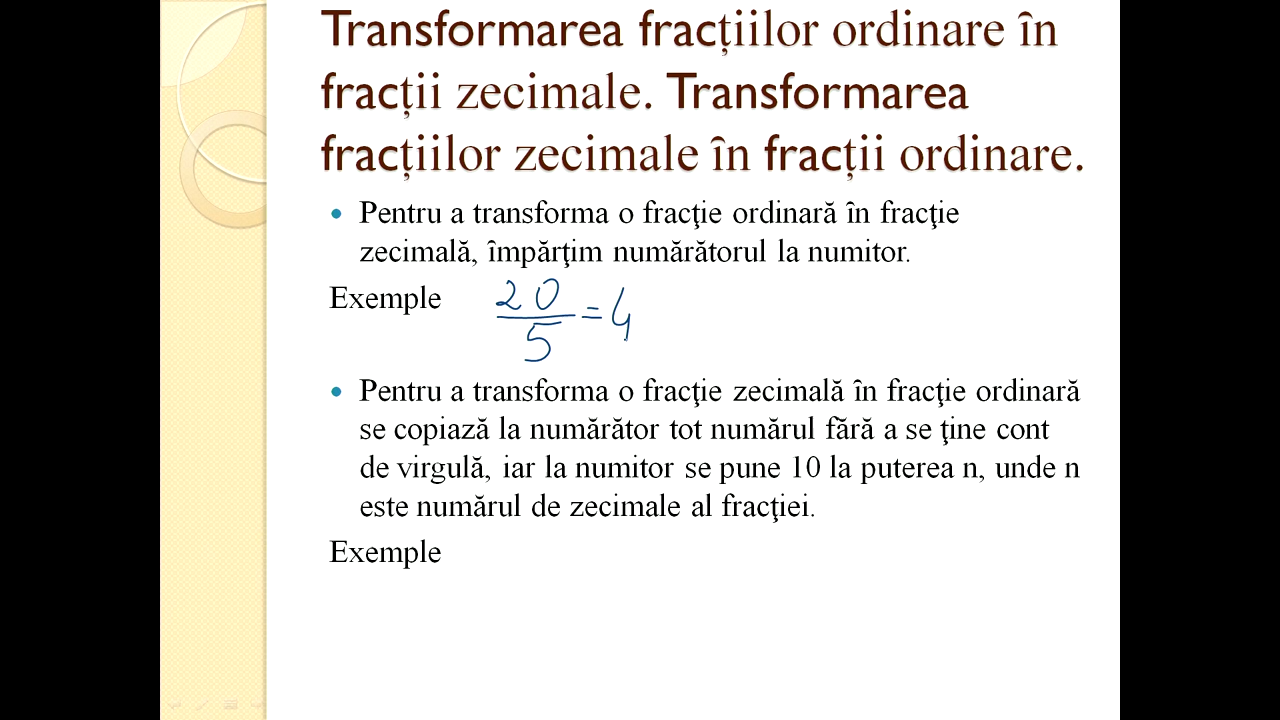 Transformarea fracțiilor ordinare în
fracții zecimale. Transformarea
fracțiilor zecimale în fracții ordinare.
• Pentru a transforma o fracţie ordinară în fracţie
zecimală, împărţim numărătorul la numitor.
Exemple 20/5 = 4
• Pentru a transforma o fracţie zecimală în fracţie ordinară
se copiază la numărător tot numărul fără a se ţine cont
de virgulă, iar la numitor se pune 10 la puterea n, unde n
este numărul de zecimale al fracţiei.
Exemple